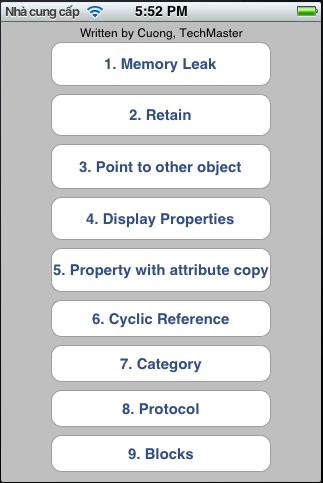 Nhà cung cấp 5:52 PM
Written by Cuong, TechMaster
1. Memory Leak
2. Retain
3. Point to other object
4. Display Properties
5. Property with attribute copy
6. Cyclic Reference
7. Category
8. Protocol
9. Blocks